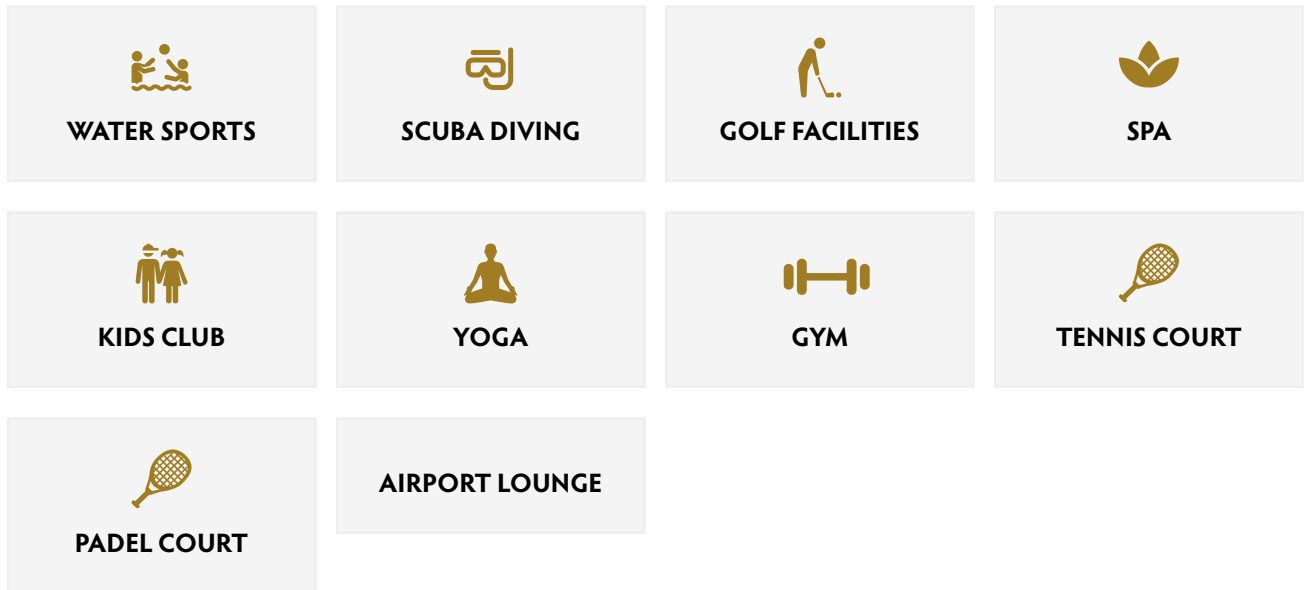 WATER SPORTS
SCUBA DIVING
GOLF FACILITIES
SPA
KIDS CLUB
YOGA
GYM
TENNIS COURT
PADEL COURT
AIRPORT LOUNGE